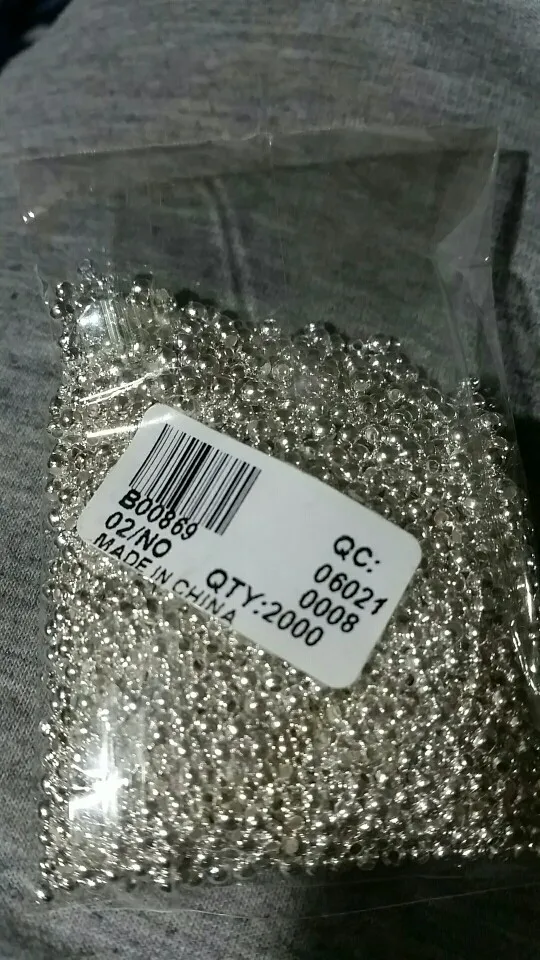 B00869
02/NO
MADE IN CHINA
QTY:2000
QC:
06021
0008